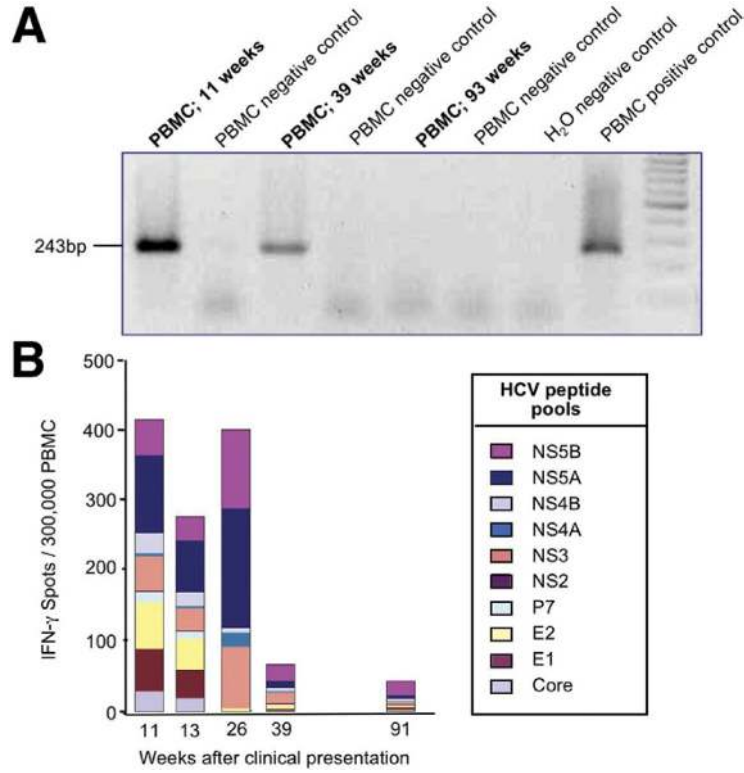 A
PBMC; 11 weeks
PBMC negative control
PBMC; 39 weeks
PBMC negative control
PBMC; 93 weeks
PBMC negative control
H₂O negative control
PBMC positive control
243bp
B
IFN-γ Spots / 300,000 PBMC
500
400
300
200
100
0
11 13 26 39 91
Weeks after clinical presentation
HCV peptide
pools
NS5B
NS5A
NS4B
NS4A
NS3
NS2
P7
E2
E1
Core